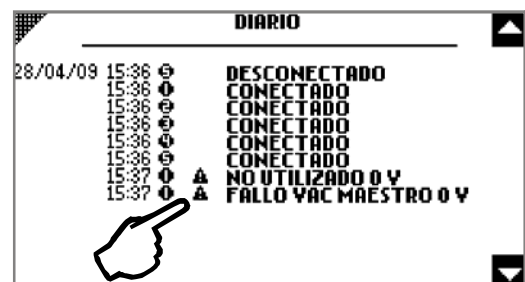 DIARIO
28/04/09 15:36 5 DESCONECTADO
15:36 1 CONECTADO
15:36 2 CONECTADO
15:36 3 CONECTADO
15:36 4 CONECTADO
15:36 5 CONECTADO
15:37 1 NO UTILIZADO 0 V
15:37 1 FALLO VAC MAESTRO 0 V